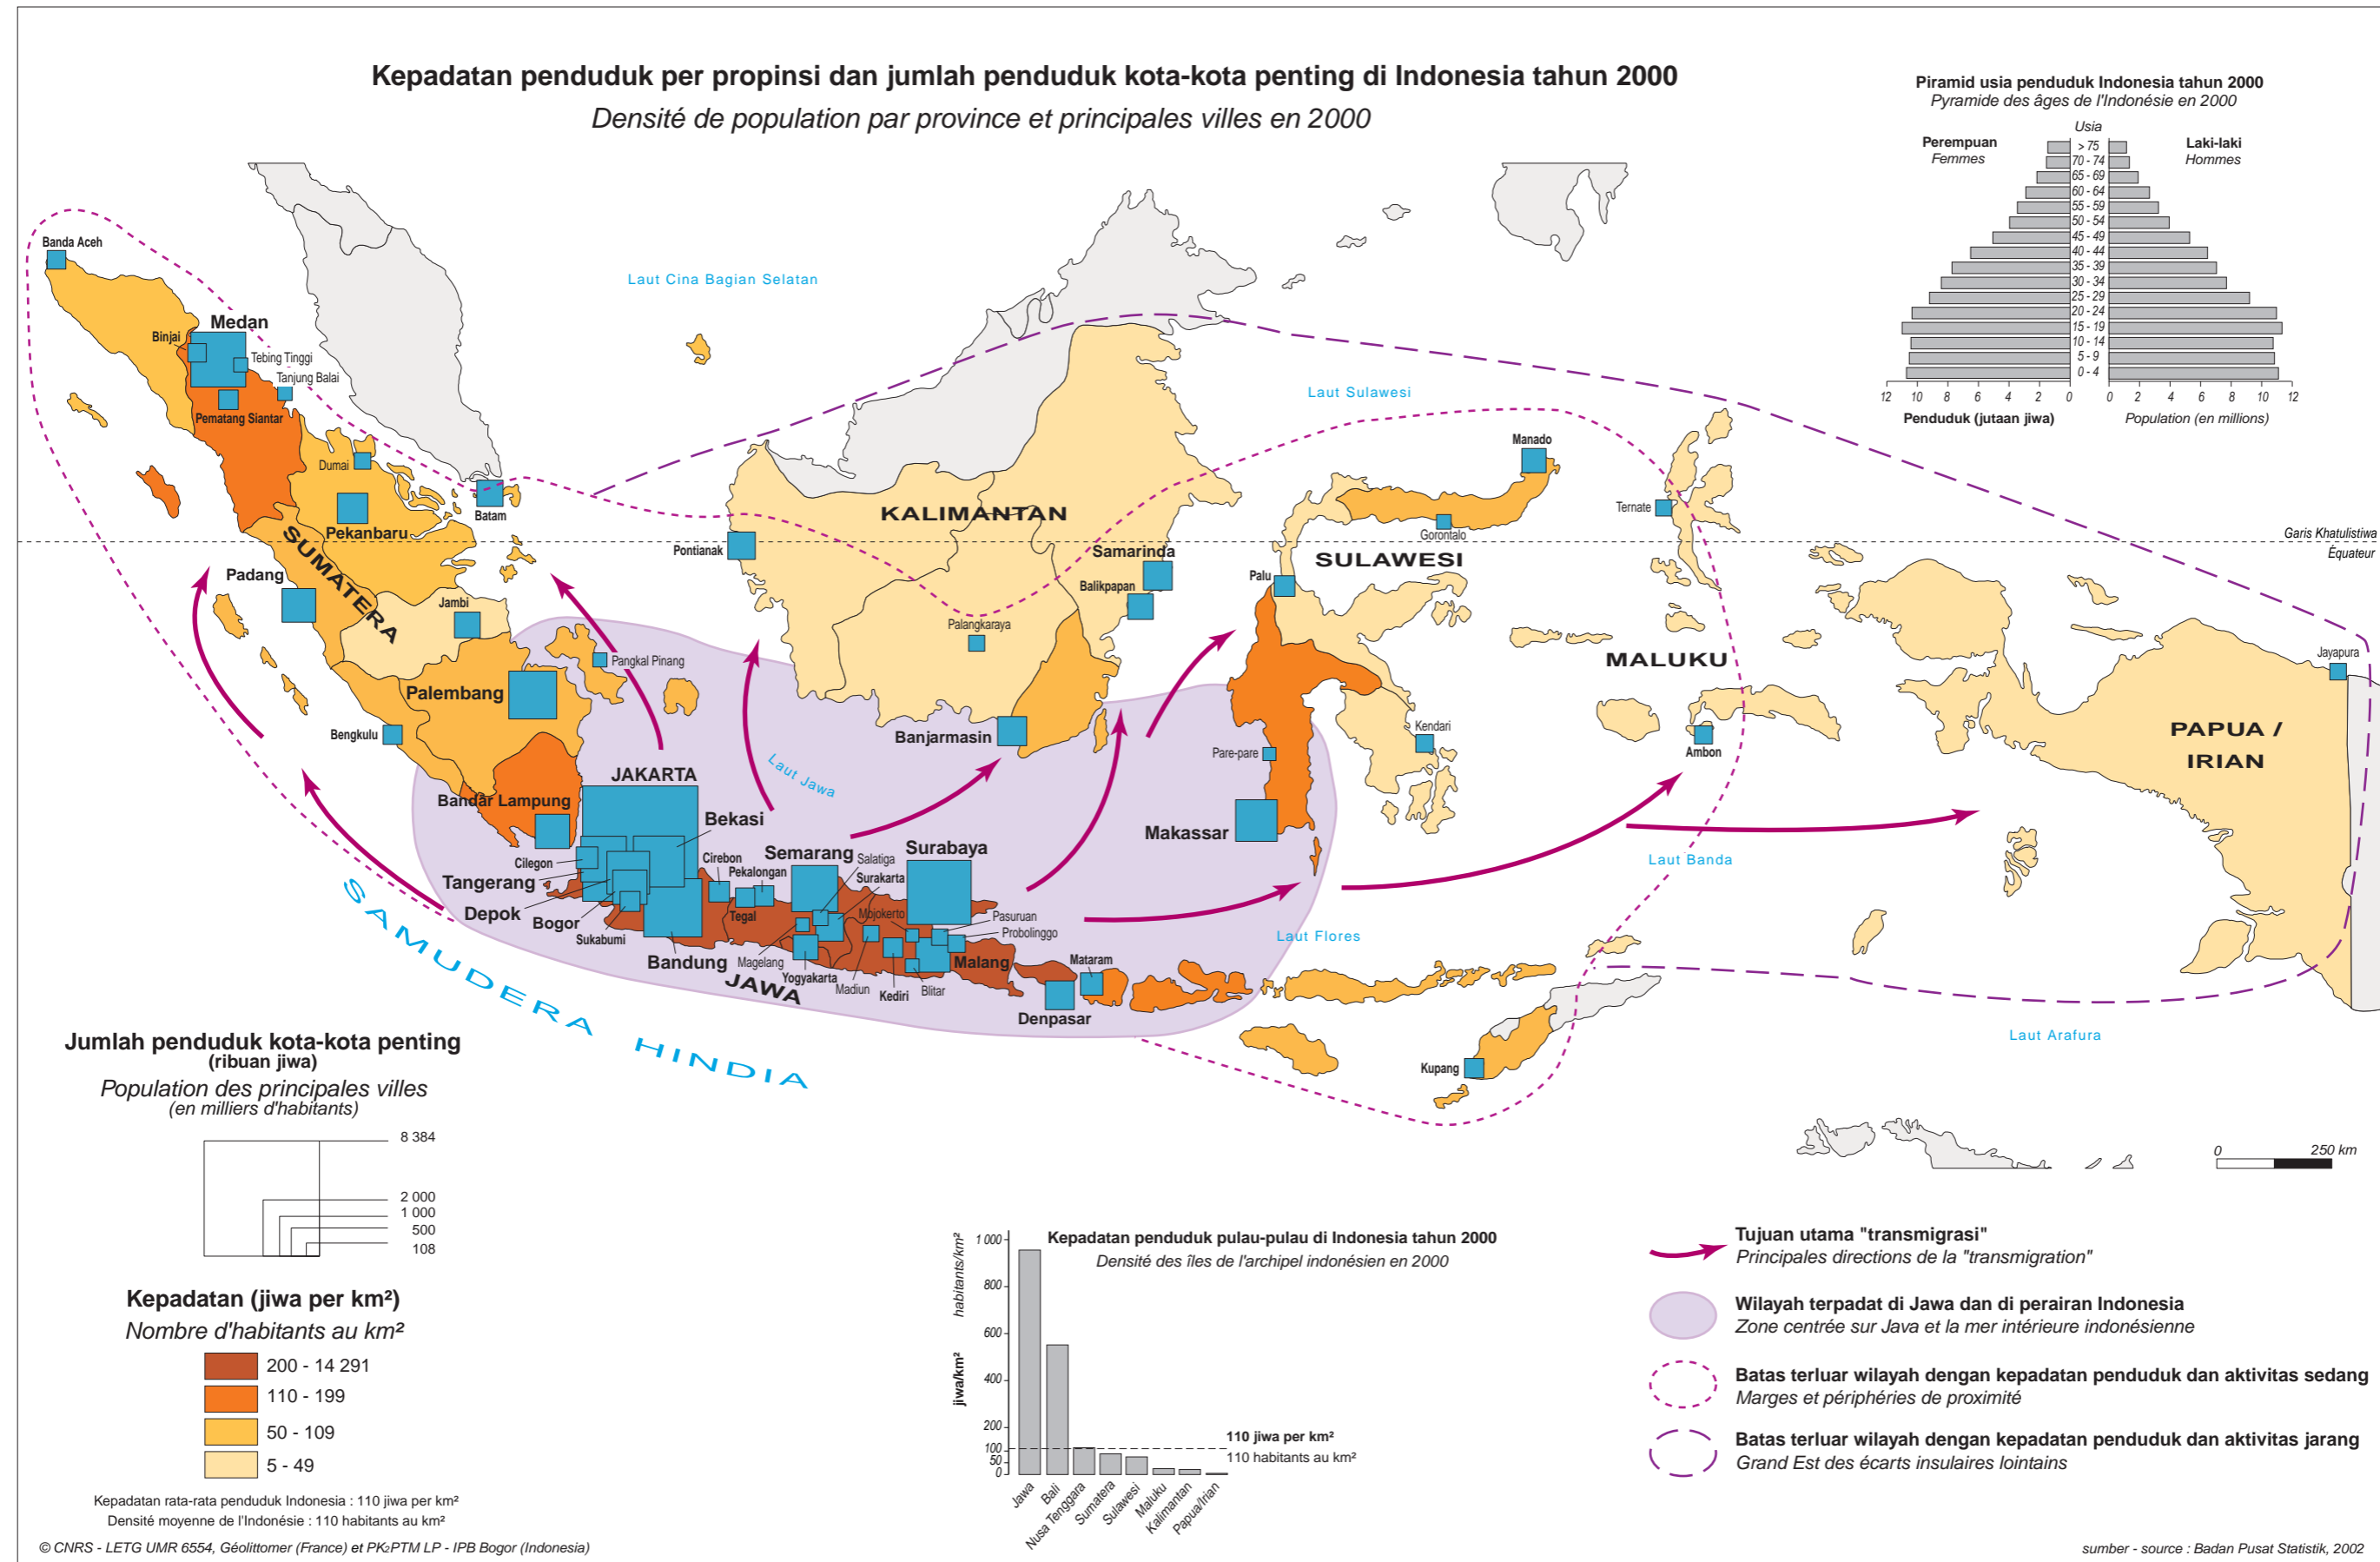 Kepadatan penduduk per propinsi dan jumlah penduduk kota-kota penting di Indonesia tahun 2000
Densité de population par province et principales villes en 2000
Piramid usia penduduk Indonesia tahun 2000
Pyramide des âges de l'Indonésie en 2000
Usia
Perempuan
Femmes
Laki-laki
Hommes
> 75
70 - 74
65 - 69
60 - 64
55 - 59
50 - 54
45 - 49
40 - 44
35 - 39
30 - 34
25 - 29
20 - 24
15 - 19
10 - 14
5 - 9
0 - 4
12 10 8 6 4 2 0 0 2 4 6 8 10 12
Penduduk (jutaan jiwa)
Population (en millions)
Banda Aceh
Laut Cina Bagian Selatan
Medan
Binjai
Tebing Tinggi
Tanjung Balai
Pematang Siantar
Laut Sulawesi
Dumai
Manado
Pekanbaru
Batam
SUMATERA
KALIMANTAN
Pontianak
Ternate
Gorontalo
Garis Khatulistiwa
Équateur
Samarinda
SULAWESI
Padang
Balikpapan
Palu
Jambi
Palangkaraya
Pangkal Pinang
MALUKU
Jayapura
Palembang
Bengkulu
Banjarmasin
Kendari
Pare-pare
Ambon
PAPUA /
IRIAN
Laut Jawa
JAKARTA
Bandar Lampung
Bekasi
Makassar
Cilegon
Cirebon
Semarang
Salatiga
Surabaya
Pekalongan
Surakarta
Tangerang
Laut Banda
Depok
Bogor
Tegal
Mojokerto
Pasuruan
Probolinggo
Sukabumi
Laut Flores
Bandung
Magelang
Yogyakarta
Madiun
Kediri
Blitar
Malang
Mataram
JAWA
Denpasar
SAMUDERA HINDIA
Laut Arafura
Kupang
Jumlah penduduk kota-kota penting
(ribuan jiwa)
Population des principales villes
(en milliers d'habitants)
8 384
2 000
1 000
500
108
0 250 km
Kepadatan (jiwa per km²)
Nombre d'habitants au km²
200 - 14 291
110 - 199
50 - 109
5 - 49
Kepadatan rata-rata penduduk Indonesia : 110 jiwa per km²
Densité moyenne de l'Indonésie : 110 habitants au km²
Kepadatan penduduk pulau-pulau di Indonesia tahun 2000
Densité des îles de l'archipel indonésien en 2000
habitants/km²
jiwa/km²
1 000
800
600
400
200
100
50
0
110 jiwa per km²
110 habitants au km²
Jawa
Bali
Nusa Tenggara
Sumatera
Sulawesi
Maluku
Kalimantan
Papua/Irian
Tujuan utama "transmigrasi"
Principales directions de la "transmigration"
Wilayah terpadat di Jawa dan di perairan Indonesia
Zone centrée sur Java et la mer intérieure indonésienne
Batas terluar wilayah dengan kepadatan penduduk dan aktivitas sedang
Marges et périphéries de proximité
Batas terluar wilayah dengan kepadatan penduduk dan aktivitas jarang
Grand Est des écarts insulaires lointains
© CNRS - LETG UMR 6554, Géolittomer (France) et PK2PTM LP - IPB Bogor (Indonesia)
sumber - source : Badan Pusat Statistik, 2002